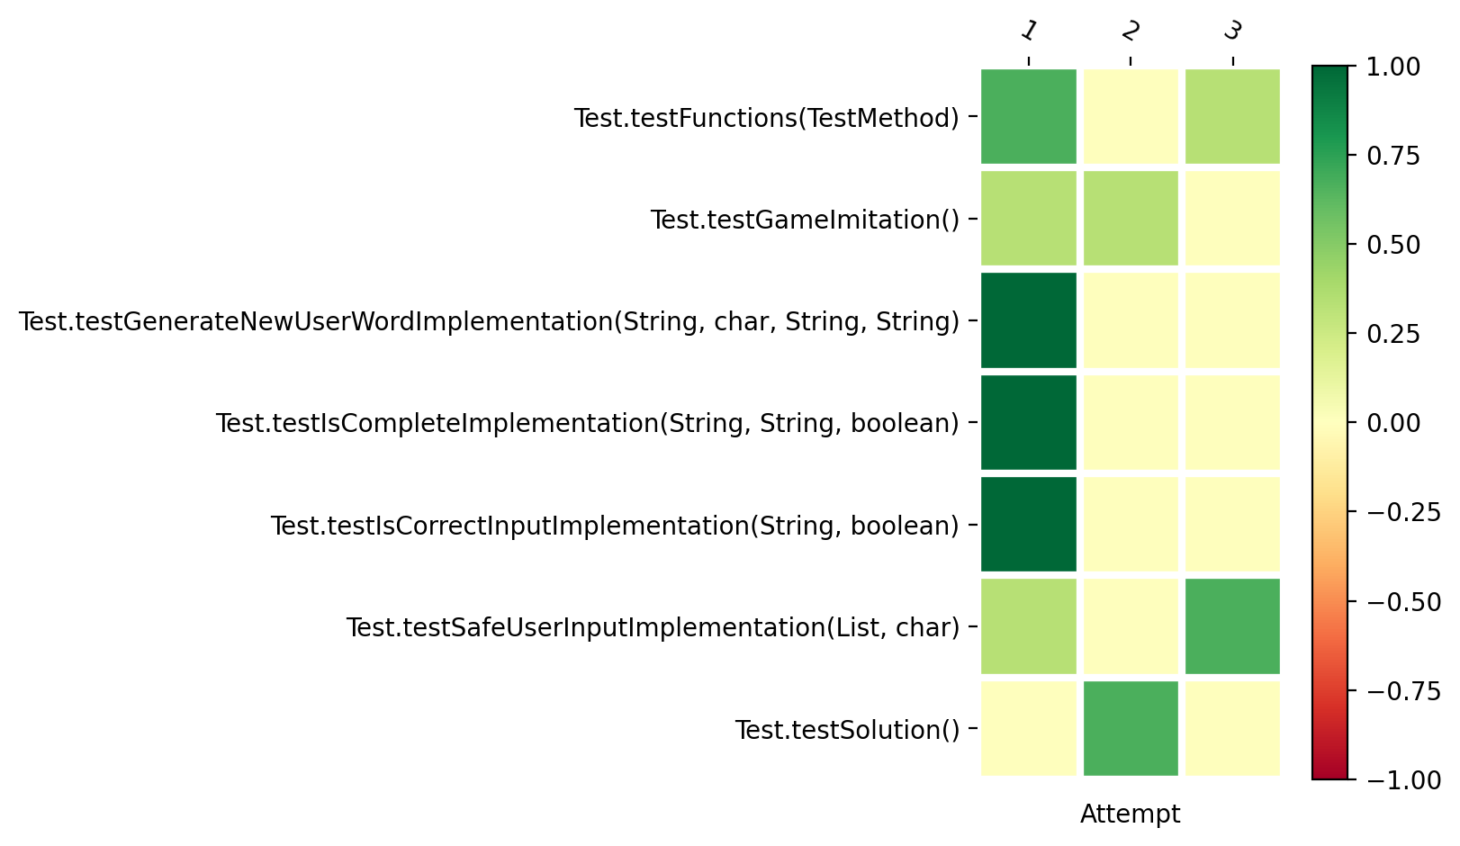 1 2 3
Test.testFunctions(TestMethod)
Test.testGameImitation()
Test.testGenerateNewUserWordImplementation(String, char, String, String)
Test.testIsCompleteImplementation(String, String, boolean)
Test.testIsCorrectInputImplementation(String, boolean)
Test.testSafeUserInputImplementation(List, char)
Test.testSolution()
Attempt
1.00
0.75
0.50
0.25
0.00
−0.25
−0.50
−0.75
−1.00